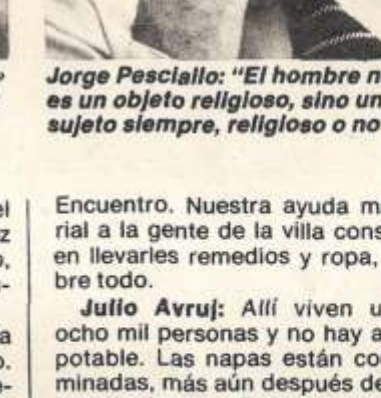 Jorge Pesciallo: "El hombre n
es un objeto religioso, sino un
sujeto siempre, religioso o no
el
z
o,
-
a
o.
e-
Encuentro. Nuestra ayuda m
rial a la gente de la villa cons
en llevarles remedios y ropa,
bre todo.
Julio Avruj: Allí viven u
ocho mil personas y no hay a
potable. Las napas están co
minadas, más aún después de